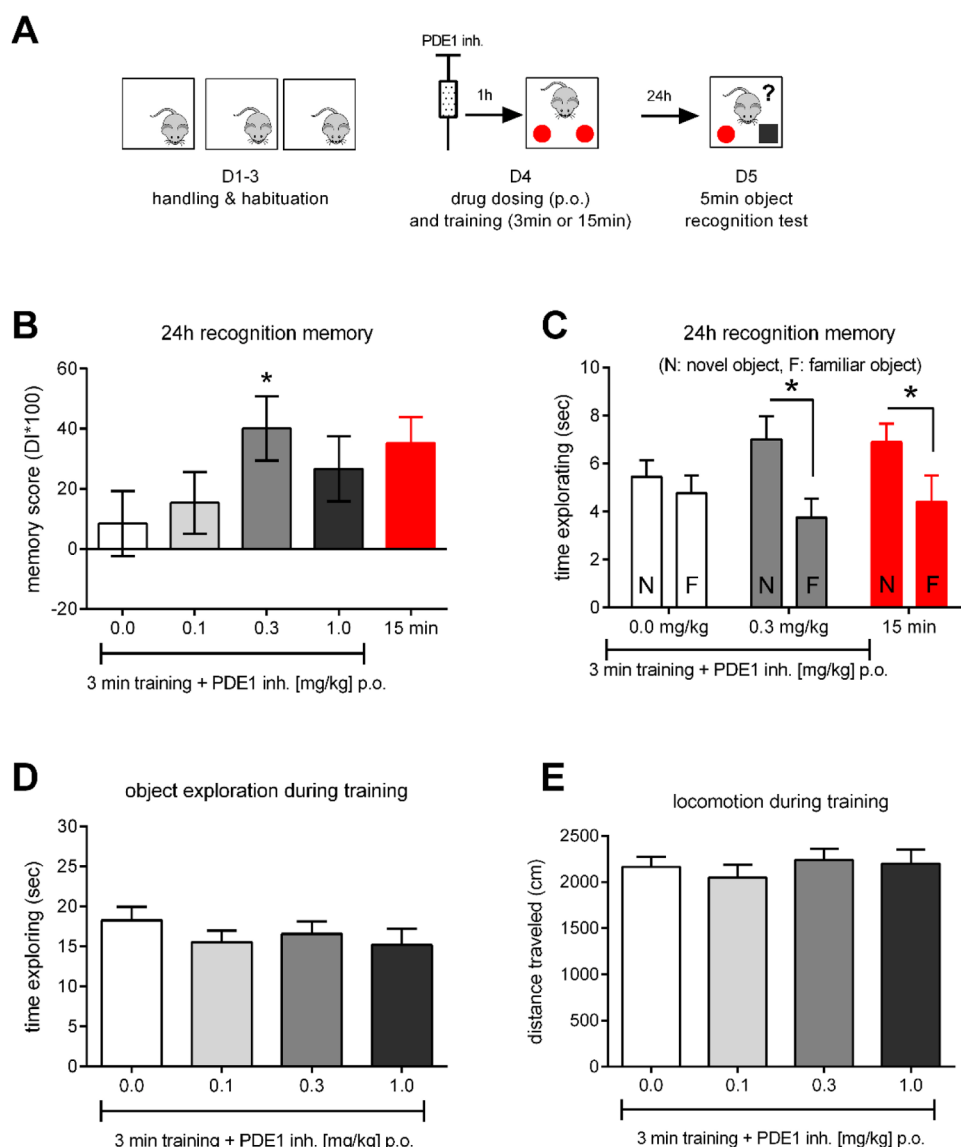 A
PDE1 inh.
1h
24h
?
D1-3
handling & habituation
D4
drug dosing (p.o.)
and training (3min or 15min)
D5
5min object
recognition test
B
24h recognition memory
memory score (DI*100)
60
40
20
0
-20
*
0.0
0.1
0.3
1.0
15 min
3 min training + PDE1 inh. [mg/kg] p.o.
C
24h recognition memory
(N: novel object, F: familiar object)
time explorating (sec)
10
8
6
4
2
0
*
*
N
F
N
F
N
F
0.0 mg/kg
0.3 mg/kg
15 min
3 min training + PDE1 inh. [mg/kg] p.o.
D
object exploration during training
time exploring (sec)
30
25
20
15
10
5
0
0.0
0.1
0.3
1.0
3 min training + PDE1 inh. [mg/kg] p.o.
E
locomotion during training
distance traveled (cm)
2500
2000
1500
1000
500
0
0.0
0.1
0.3
1.0
3 min training + PDE1 inh. [mg/kg] p.o.